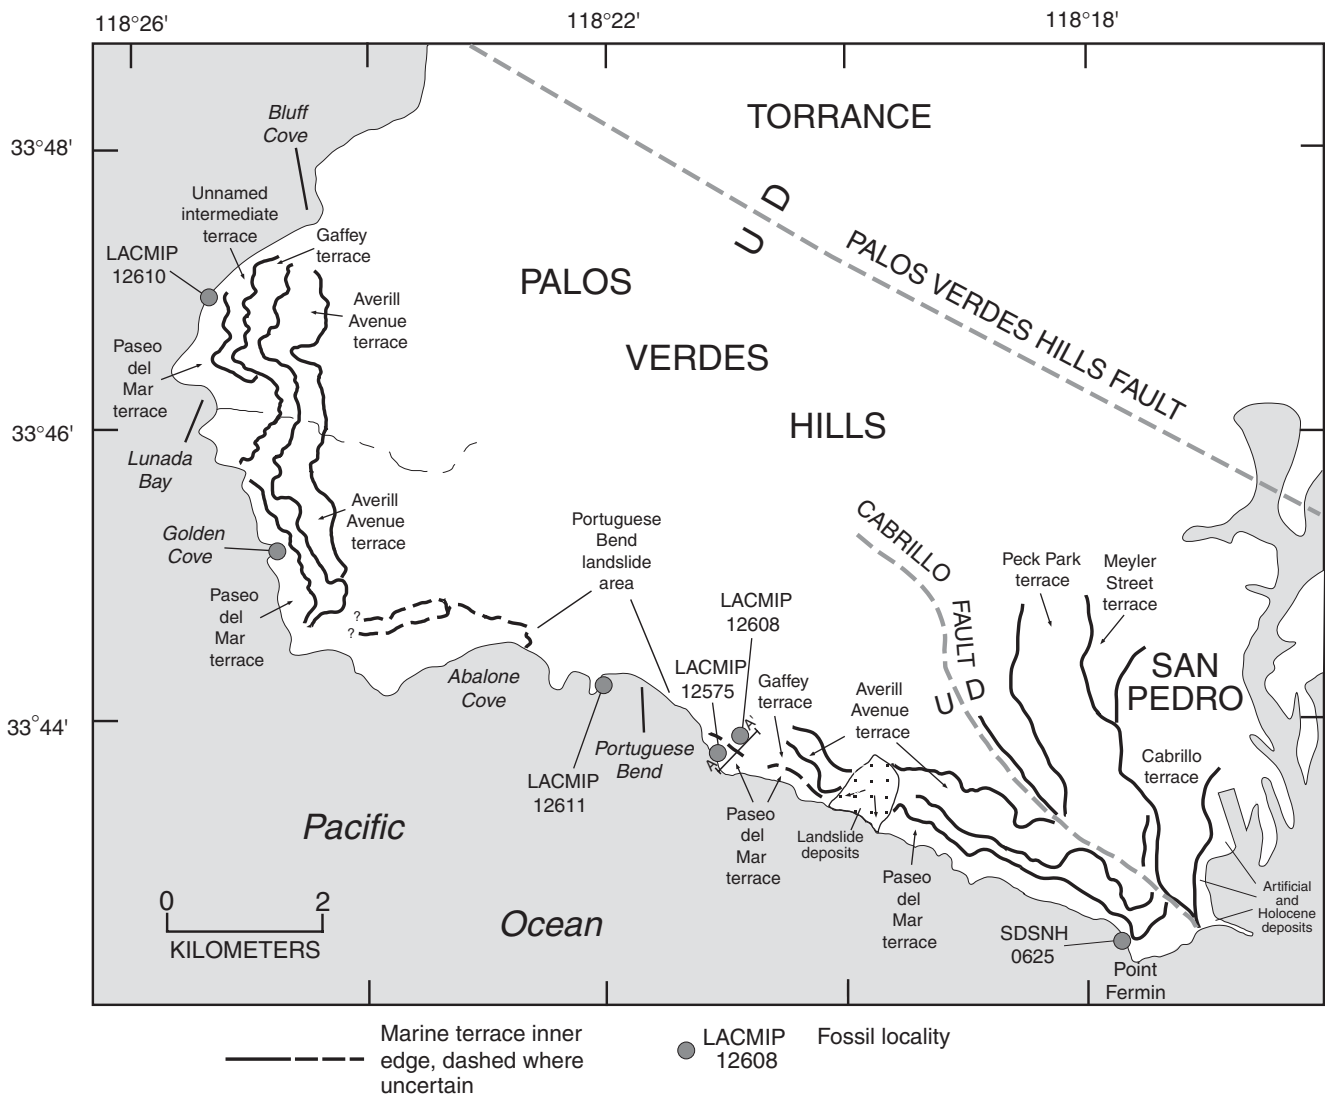 118°26'
118°22'
118°18'
33°48'
33°46'
33°44'
TORRANCE
Bluff
Cove
Unnamed
intermediate
terrace
Gaffey
terrace
LACMIP
12610
D
U
PALOS VERDES HILLS FAULT
PALOS
VERDES
HILLS
Averill
Avenue
terrace
Paseo
del
Mar
terrace
Lunada
Bay
Averill
Avenue
terrace
Golden
Cove
Portuguese
Bend
landslide
area
CABRILLO
FAULT
U
D
Peck Park
terrace
Meyler
Street
terrace
Paseo
del
Mar
terrace
?
?
LACMIP
12608
LACMIP
12575
Gaffey
terrace
Averill
Avenue
terrace
SAN
PEDRO
Abalone
Cove
A'
A
Portuguese
Bend
Cabrillo
terrace
LACMIP
12611
Paseo
del
Mar
terrace
Landslide
deposits
Paseo
del
Mar
terrace
Artificial
and
Holocene
deposits
Pacific
Ocean
SDSNH
0625
Point
Fermin
0 2
KILOMETERS
Marine terrace inner
edge, dashed where
uncertain
LACMIP
12608
Fossil locality